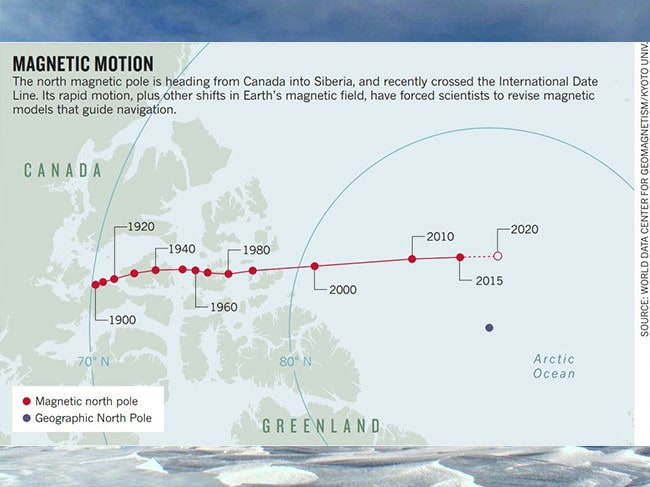 MAGNETIC MOTION
The north magnetic pole is heading from Canada into Siberia, and recently crossed the International Date
Line. Its rapid motion, plus other shifts in Earth's magnetic field, have forced scientists to revise magnetic
models that guide navigation.
CANADA
1920
1940
1980
2010
2020
1900
1960
2000
2015
70° N
80° N
Arctic
Ocean
Magnetic north pole
Geographic North Pole
GREENLAND
SOURCE: WORLD DATA CENTER FOR GEOMAGNETISM/KYOTO UNIV.